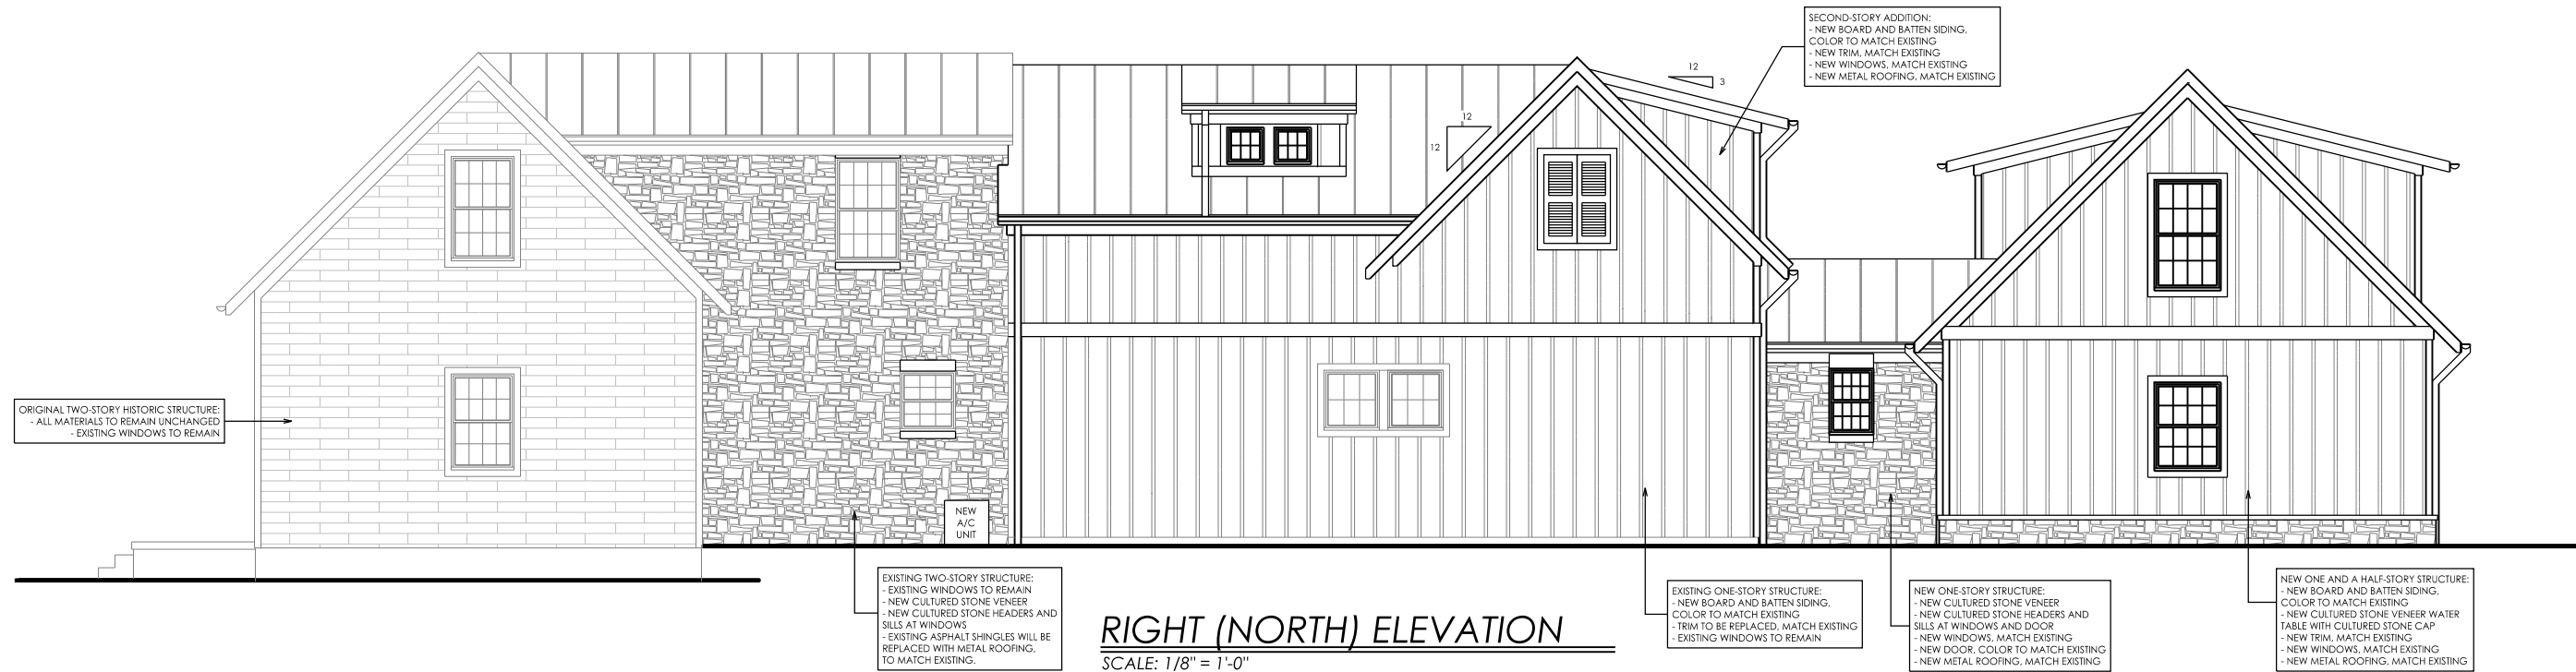 SECOND-STORY ADDITION:
- NEW BOARD AND BATTEN SIDING,
COLOR TO MATCH EXISTING
- NEW TRIM, MATCH EXISTING
- NEW WINDOWS, MATCH EXISTING
- NEW METAL ROOFING, MATCH EXISTING
12
3
12
12
ORIGINAL TWO-STORY HISTORIC STRUCTURE:
- ALL MATERIALS TO REMAIN UNCHANGED
- EXISTING WINDOWS TO REMAIN
NEW
A/C
UNIT
EXISTING TWO-STORY STRUCTURE:
- EXISTING WINDOWS TO REMAIN
- NEW CULTURED STONE VENEER
- NEW CULTURED STONE HEADERS AND
SILLS AT WINDOWS
- EXISTING ASPHALT SHINGLES WILL BE
REPLACED WITH METAL ROOFING,
TO MATCH EXISTING.
RIGHT (NORTH) ELEVATION
SCALE: 1/8" = 1'-0"
EXISTING ONE-STORY STRUCTURE:
- NEW BOARD AND BATTEN SIDING,
COLOR TO MATCH EXISTING
- TRIM TO BE REPLACED, MATCH EXISTING
- EXISTING WINDOWS TO REMAIN
NEW ONE-STORY STRUCTURE:
- NEW CULTURED STONE VENEER
- NEW CULTURED STONE HEADERS AND
SILLS AT WINDOWS AND DOOR
- NEW WINDOWS, MATCH EXISTING
- NEW DOOR, COLOR TO MATCH EXISTING
- NEW METAL ROOFING, MATCH EXISTING
NEW ONE AND A HALF-STORY STRUCTURE:
- NEW BOARD AND BATTEN SIDING,
COLOR TO MATCH EXISTING
- NEW CULTURED STONE VENEER WATER
TABLE WITH CULTURED STONE CAP
- NEW TRIM, MATCH EXISTING
- NEW WINDOWS, MATCH EXISTING
- NEW METAL ROOFING, MATCH EXISTING